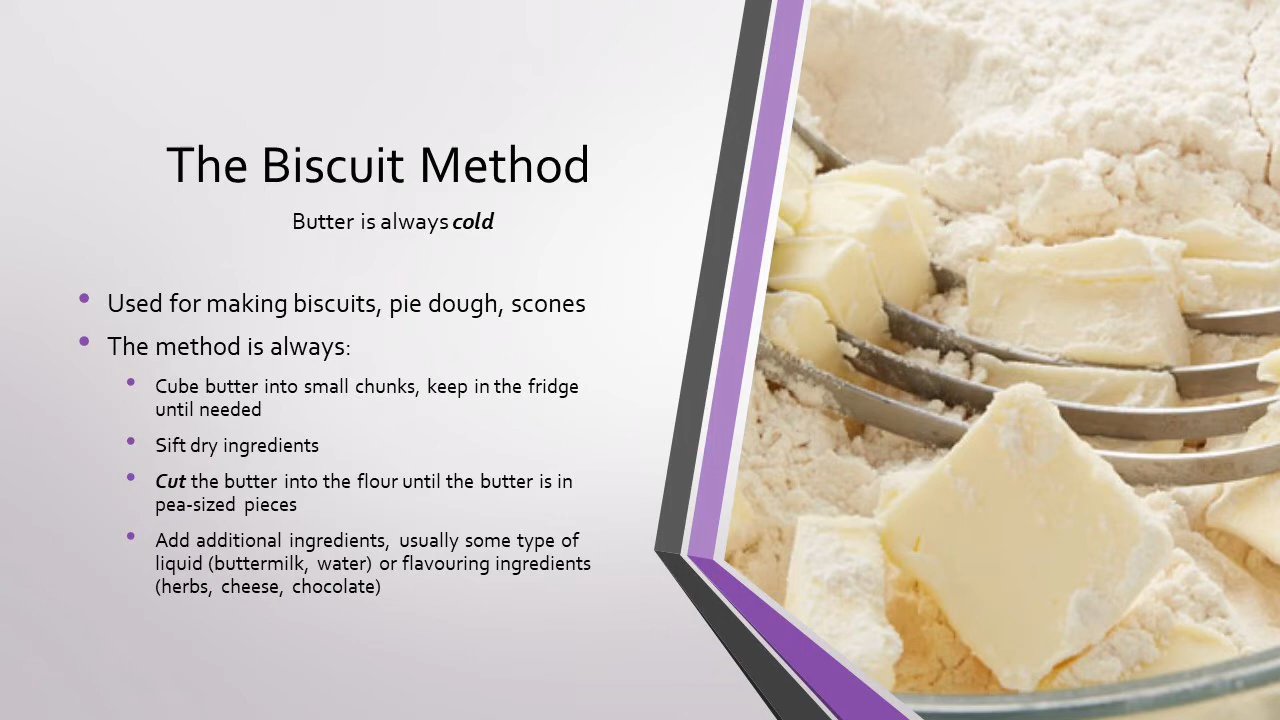 The Biscuit Method
Butter is always cold
• Used for making biscuits, pie dough, scones
• The method is always:
• Cube butter into small chunks, keep in the fridge
until needed
• Sift dry ingredients
• Cut the butter into the flour until the butter is in
pea-sized pieces
• Add additional ingredients, usually some type of
liquid (buttermilk, water) or flavouring ingredients
(herbs, cheese, chocolate)